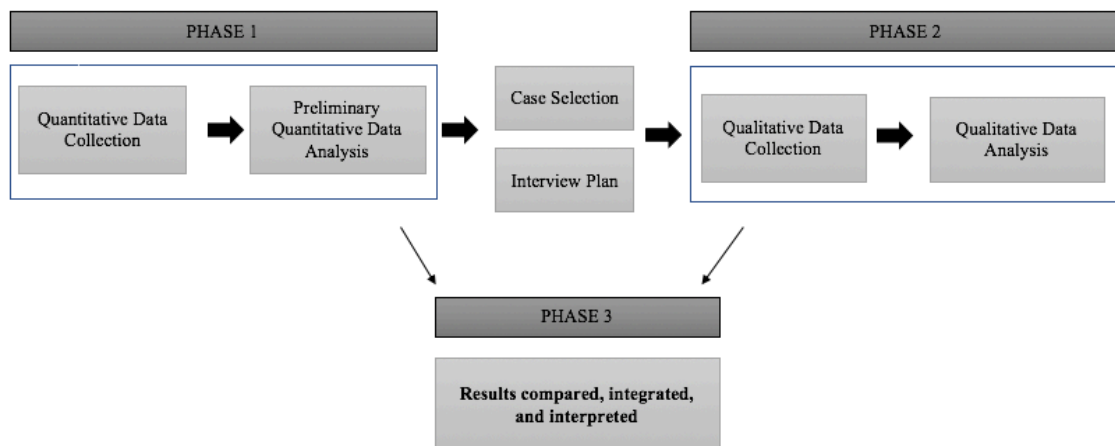 PHASE 1
Quantitative Data
Collection
Preliminary
Quantitative Data
Analysis
Case Selection
Interview Plan
PHASE 2
Qualitative Data
Collection
Qualitative Data
Analysis
PHASE 3
Results compared, integrated,
and interpreted